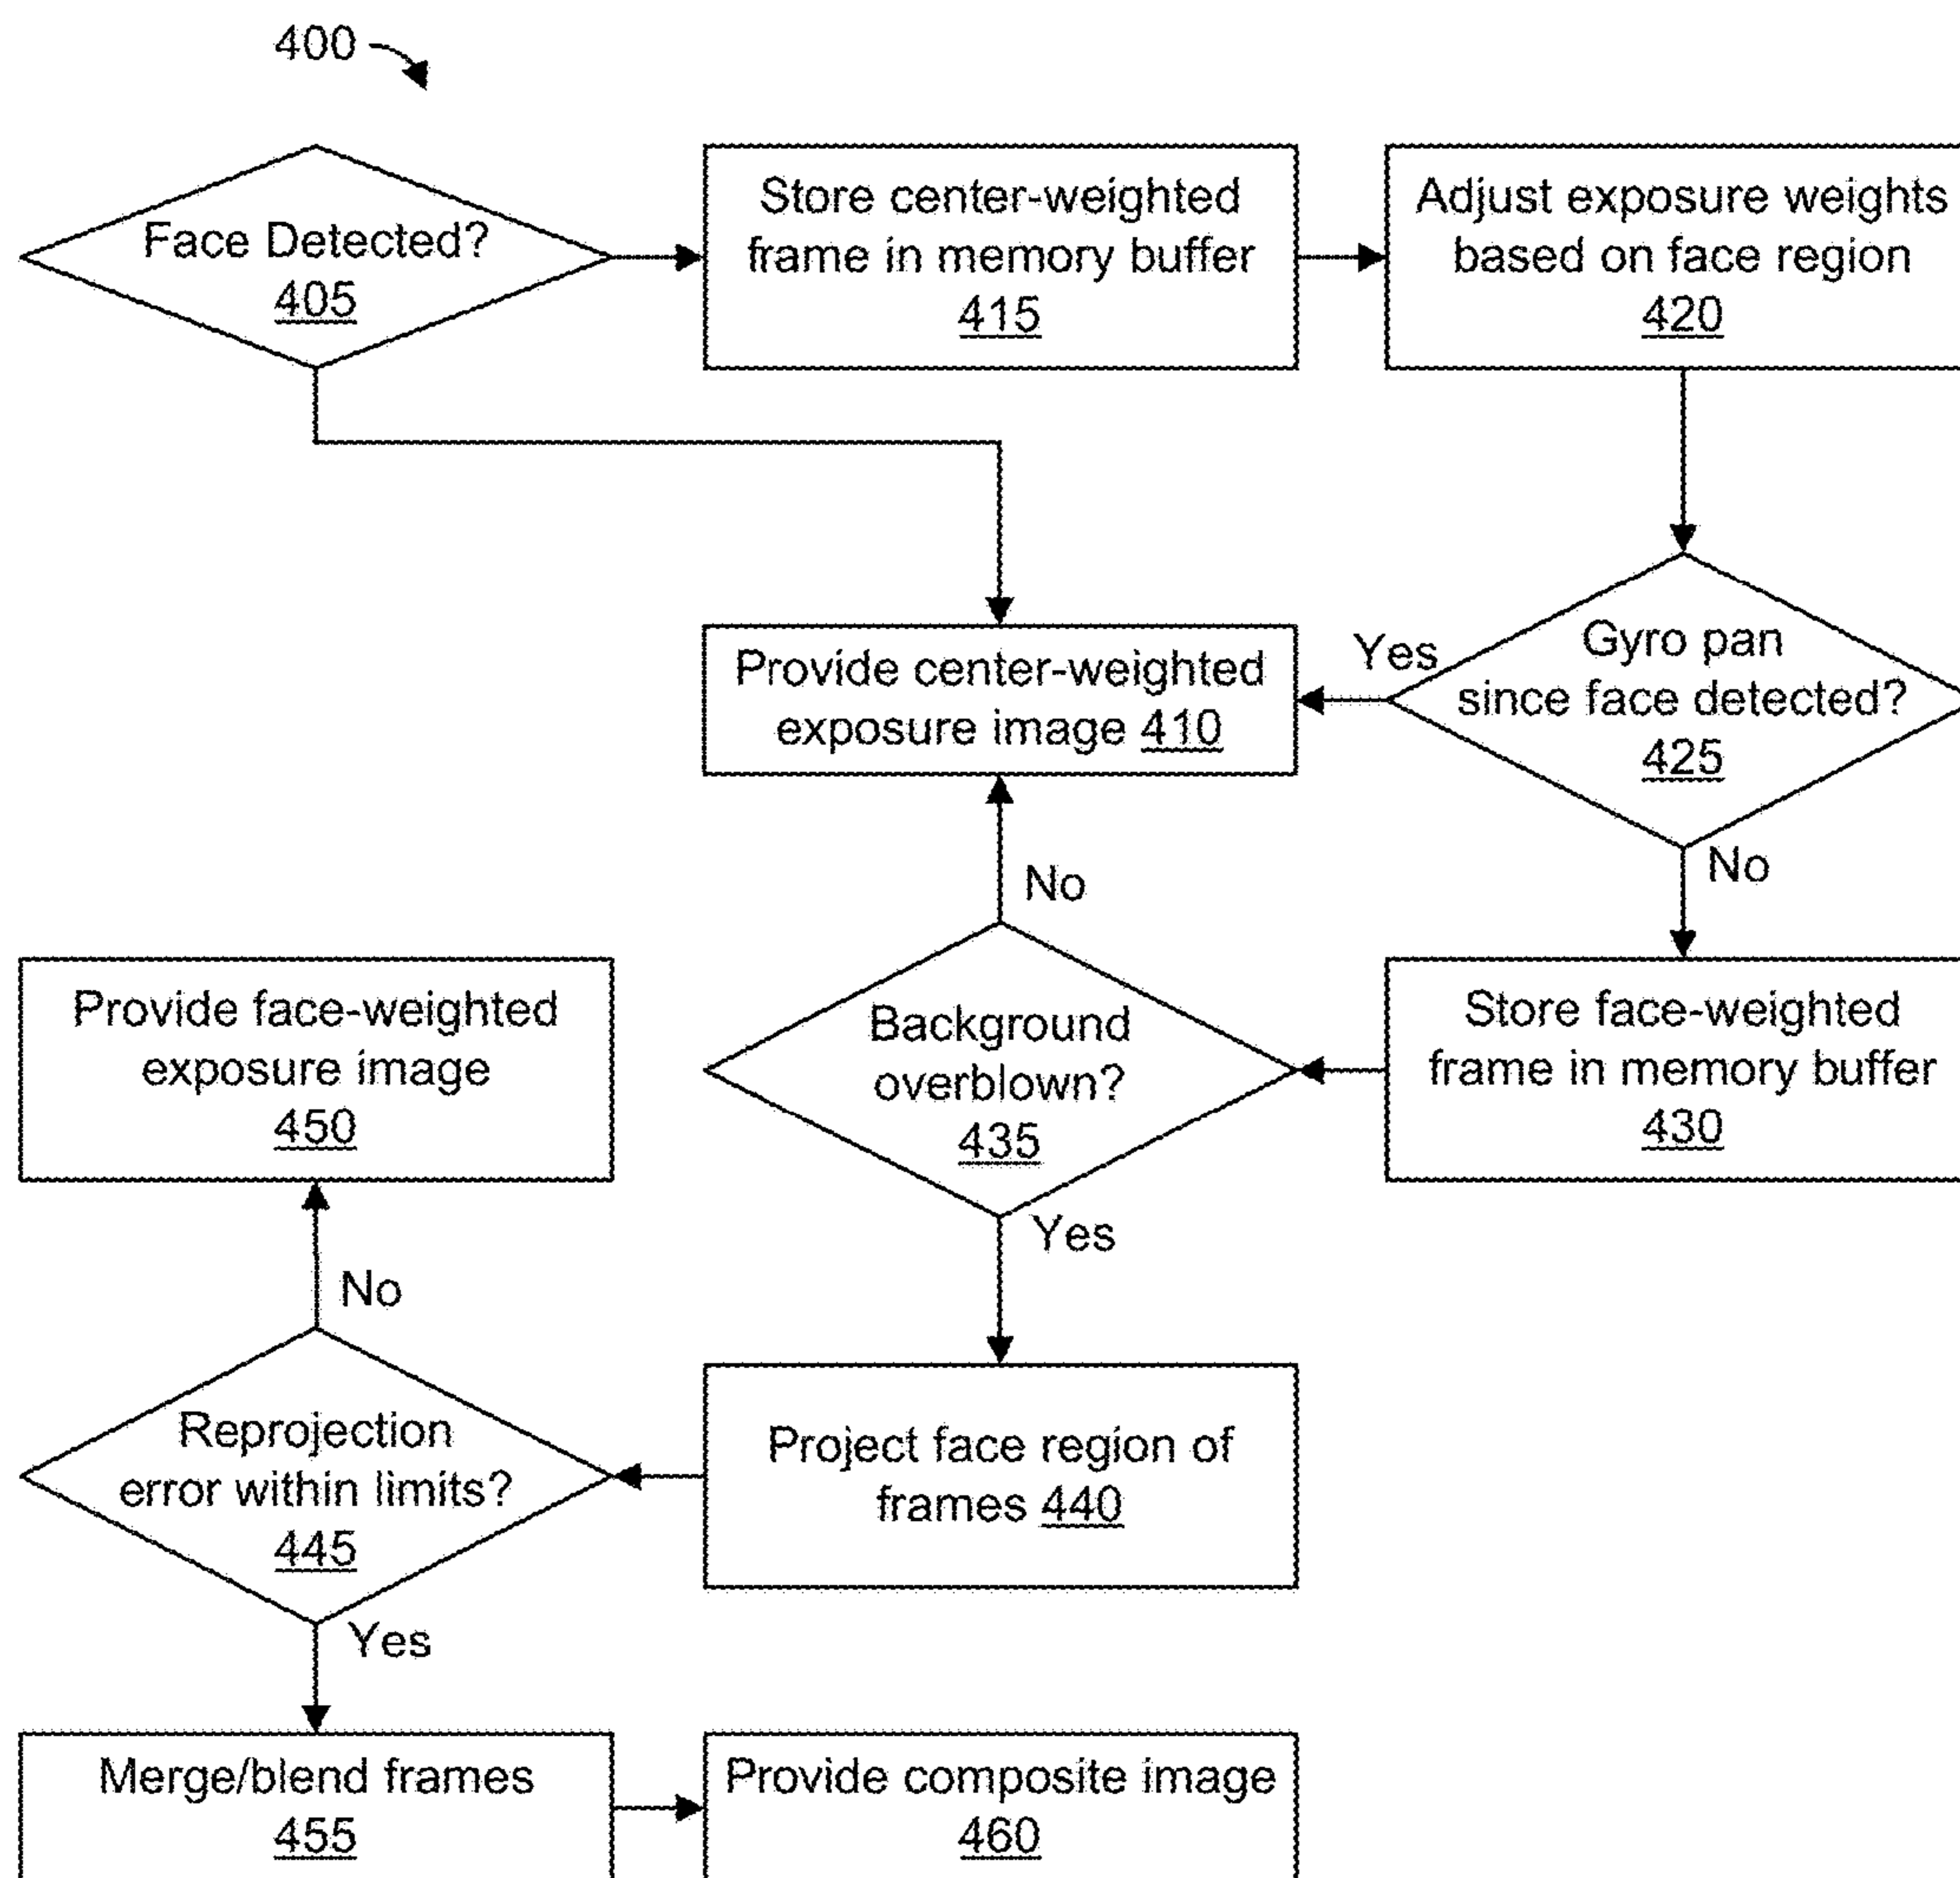 400
Face Detected?
405
Store center-weighted
frame in memory buffer
415
Adjust exposure weights
based on face region
420
Provide center-weighted
exposure image 410
Yes
Gyro pan
since face detected?
425
No
No
Provide face-weighted
exposure image
450
Background
overblown?
435
Store face-weighted
frame in memory buffer
430
Yes
No
Reprojection
error within limits?
445
Project face region of
frames 440
Yes
Merge/blend frames
455
Provide composite image
460